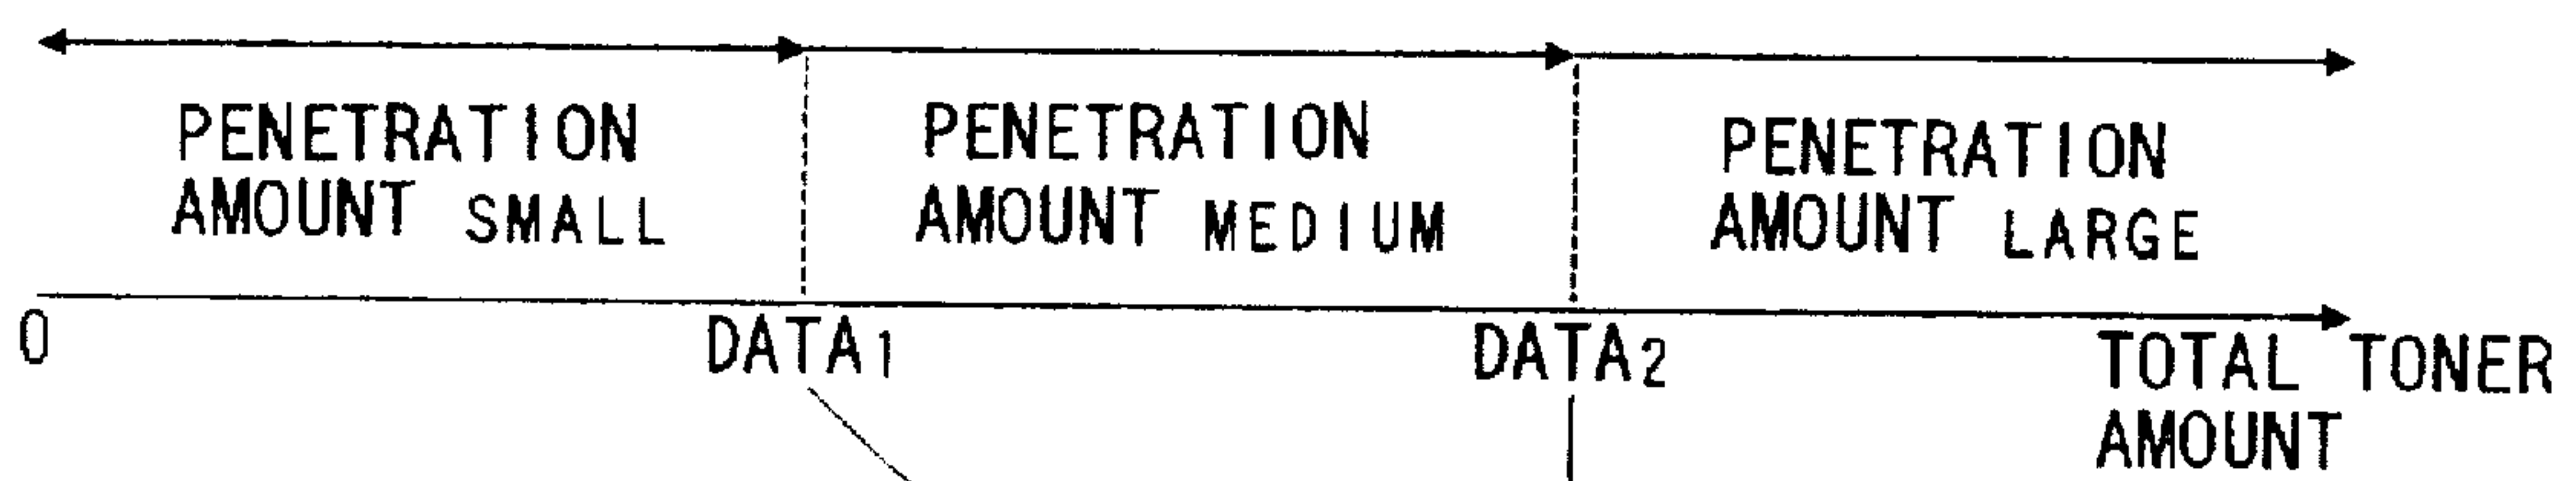 PENETRATION
AMOUNT SMALL
PENETRATION
AMOUNT MEDIUM
PENETRATION
AMOUNT LARGE
0
DATA1
DATA2
TOTAL TONER
AMOUNT